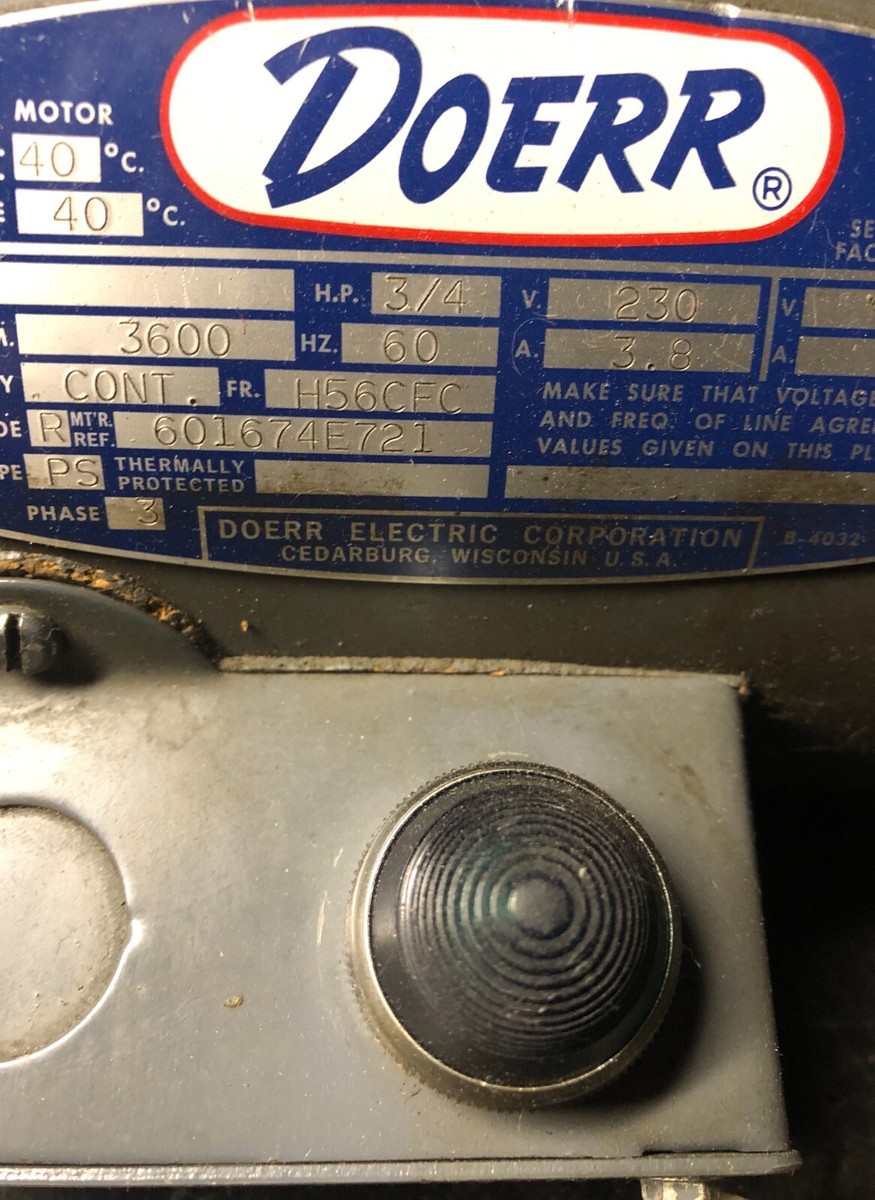 DOERR ®
MOTOR
40 °C.
40 °C.
H.P. 3/4 V. 230 V.
3600 HZ. 60 A. 3.8 A.
CONT. FR. H56CFC
R MT'R. REF. 601674E721
MAKE SURE THAT VOLTAGE
AND FREQ. OF LINE AGREE
VALUES GIVEN ON THIS PL
PS THERMALLY
PROTECTED
PHASE 3
DOERR ELECTRIC CORPORATION
CEDARBURG, WISCONSIN U.S.A.
B-4032